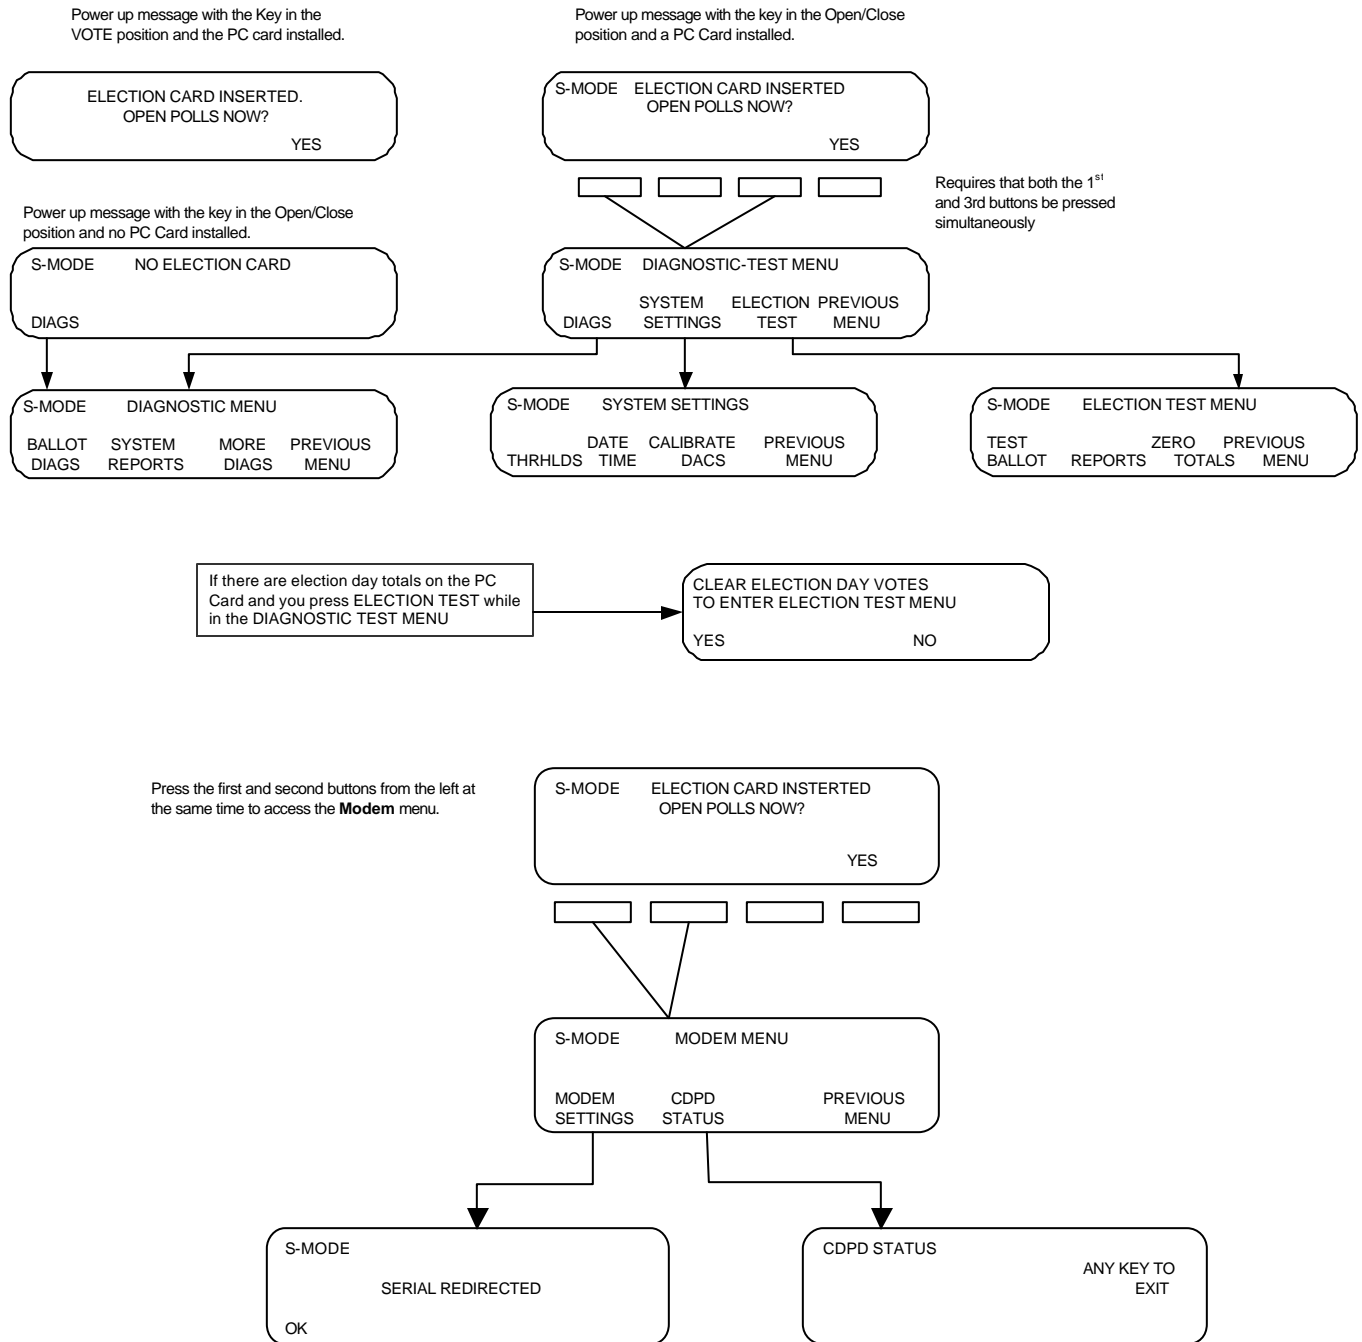 Power up message with the Key in the
VOTE position and the PC card installed.
Power up message with the key in the Open/Close
position and a PC Card installed.
ELECTION CARD INSERTED.
OPEN POLLS NOW?
YES
S-MODE ELECTION CARD INSERTED
OPEN POLLS NOW?
YES
Requires that both the 1st
and 3rd buttons be pressed
simultaneously
Power up message with the key in the Open/Close
position and no PC Card installed.
S-MODE NO ELECTION CARD
DIAGS
S-MODE DIAGNOSTIC-TEST MENU
SYSTEM ELECTION PREVIOUS
DIAGS SETTINGS TEST MENU
S-MODE DIAGNOSTIC MENU
BALLOT SYSTEM MORE PREVIOUS
DIAGS REPORTS DIAGS MENU
S-MODE SYSTEM SETTINGS
DATE CALIBRATE PREVIOUS
THRHLDS TIME DACS MENU
S-MODE ELECTION TEST MENU
TEST ZERO PREVIOUS
BALLOT REPORTS TOTALS MENU
If there are election day totals on the PC
Card and you press ELECTION TEST while
in the DIAGNOSTIC TEST MENU
CLEAR ELECTION DAY VOTES
TO ENTER ELECTION TEST MENU
YES NO
Press the first and second buttons from the left at
the same time to access the Modem menu.
S-MODE ELECTION CARD INSTERTED
OPEN POLLS NOW?
YES
S-MODE MODEM MENU
MODEM CDPD PREVIOUS
SETTINGS STATUS MENU
S-MODE
SERIAL REDIRECTED
OK
CDPD STATUS
ANY KEY TO
EXIT